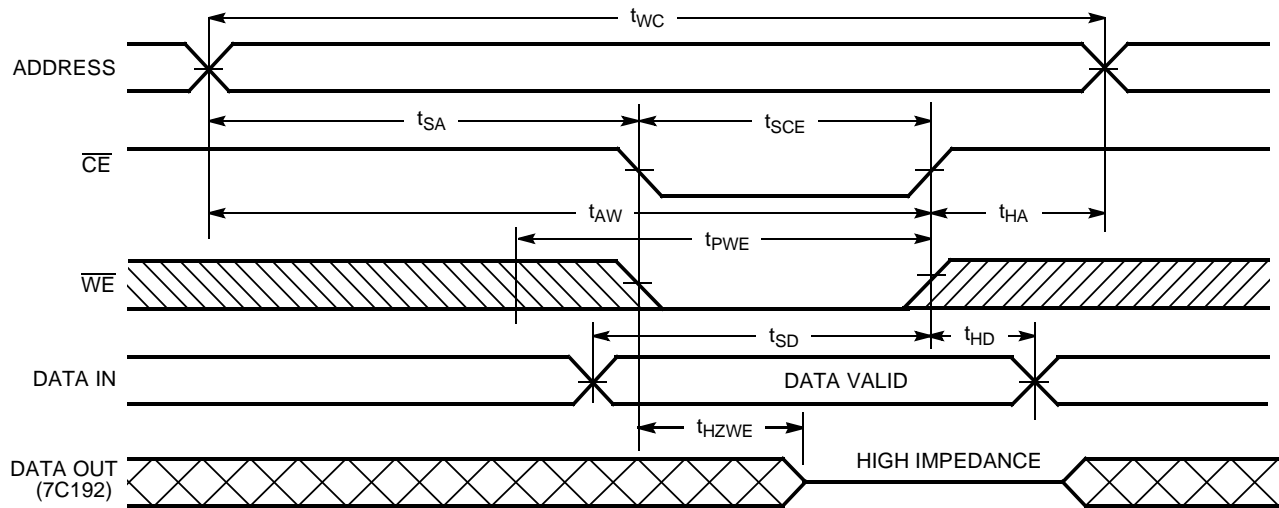 tWC
ADDRESS
tSA
tSCE
CE
tAW
tHA
tPWE
WE
tSD
tHD
DATA IN
DATA VALID
tHZWE
DATA OUT
(7C192)
HIGH IMPEDANCE